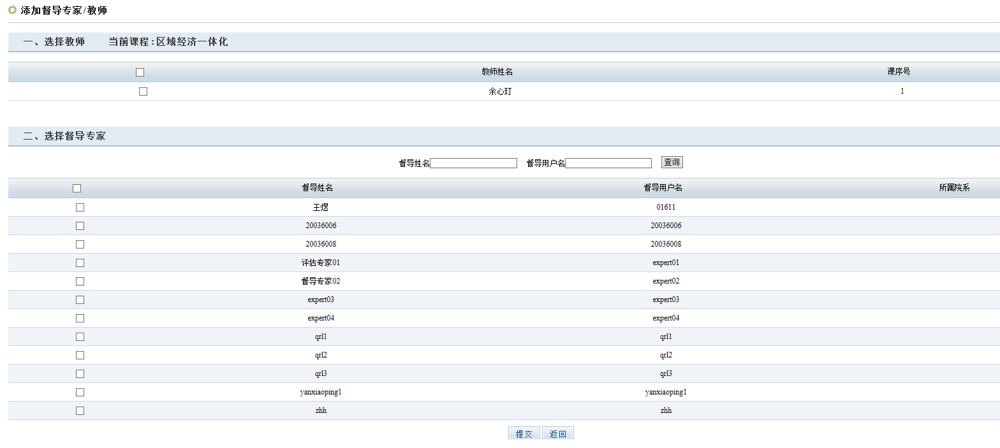 添加督导专家/教师
一、选择教师 当前课程:区域经济一体化
教师姓名 课序号
余心玎 1
二、选择督导专家
督导姓名 督导用户名 查询
督导姓名 督导用户名 所属院系
王煜 01611
20036006 20036006
20036008 20036008
评估专家01 expert01
督导专家02 expert02
expert03 expert03
expert04 expert04
qrl1 qrl1
qrl2 qrl2
qrl3 qrl3
yanxiaoping1 yanxiaoping1
zhh zhh
提交 返回